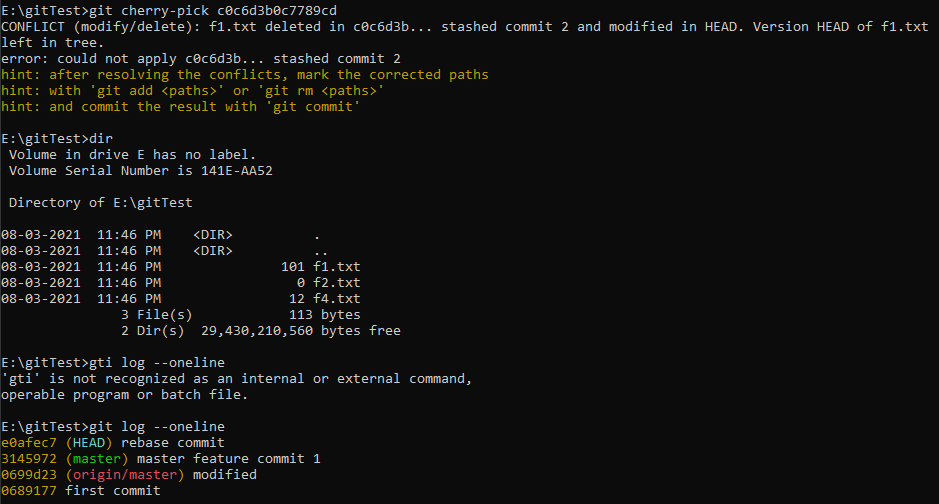 E:\gitTest>git cherry-pick c0c6d3b0c7789cd
CONFLICT (modify/delete): f1.txt deleted in c0c6d3b... stashed commit 2 and modified in HEAD. Version HEAD of f1.txt
left in tree.
error: could not apply c0c6d3b... stashed commit 2
hint: after resolving the conflicts, mark the corrected paths
hint: with 'git add <paths>' or 'git rm <paths>'
hint: and commit the result with 'git commit'
E:\gitTest>dir
Volume in drive E has no label.
Volume Serial Number is 141E-AA52
Directory of E:\gitTest
08-03-2021  11:46 PM    <DIR>          .
08-03-2021  11:46 PM    <DIR>          ..
08-03-2021  11:46 PM               101 f1.txt
08-03-2021  11:46 PM                 0 f2.txt
08-03-2021  11:46 PM                12 f4.txt
3 File(s)            113 bytes
2 Dir(s)  29,430,210,560 bytes free
E:\gitTest>gti log --oneline
'gti' is not recognized as an internal or external command,
operable program or batch file.
E:\gitTest>git log --oneline
e0afec7 (HEAD) rebase commit
3145972 (master) master feature commit 1
0699d23 (origin/master) modified
0689177 first commit